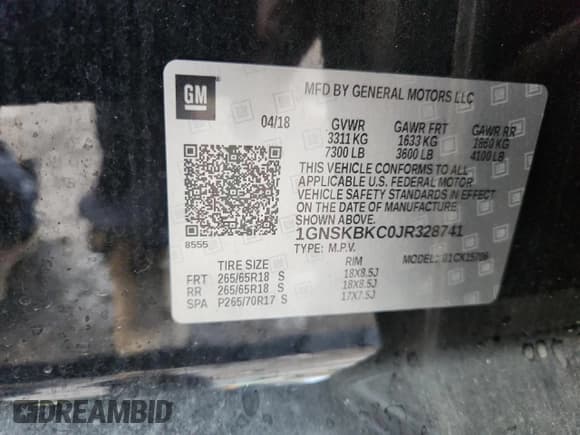 GM
MFD BY GENERAL MOTORS LLC
04/18 GVWR GAWR FRT GAWR RR
3311 KG 1633 KG 1860 KG
7300 LB 3600 LB 4100 LB
THIS VEHICLE CONFORMS TO ALL
APPLICABLE U.S. FEDERAL MOTOR
VEHICLE SAFETY STANDARDS IN EFFECT
ON THE DATE OF MANUFACTURE SHOWN ABOVE.
1GNSKBKC0JR328741
8555 TYPE: M.P.V. MODEL: 01CK15706
TIRE SIZE RIM
FRT 265/65R18 S 18X8.5J
RR 265/65R18 S 18X8.5J
SPA P265/70R17 S 17X7.5J
DREAMBID